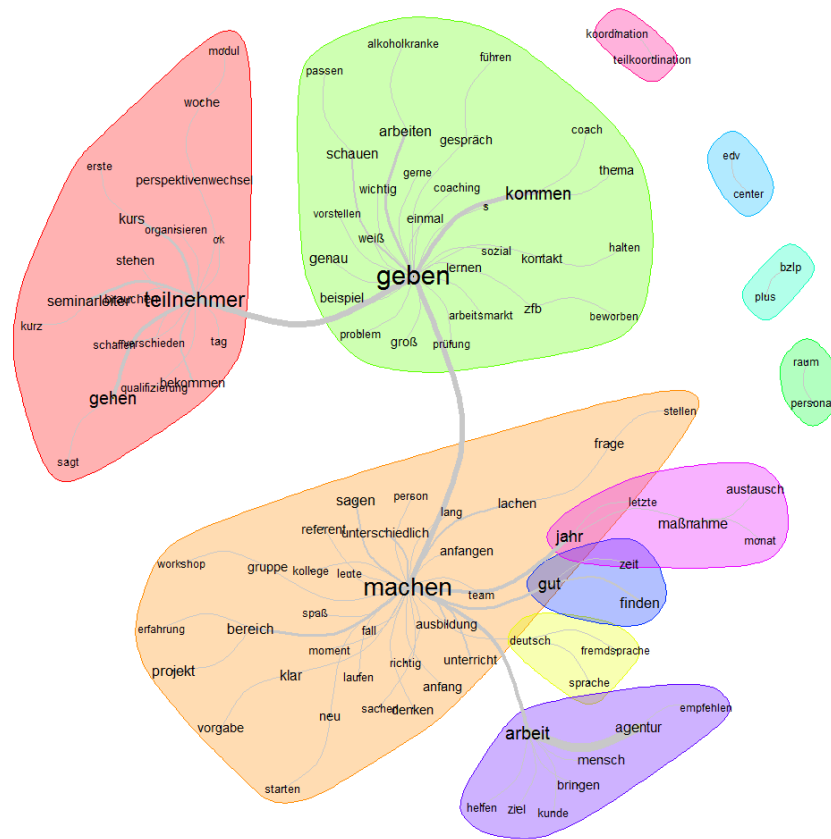 modul
woche
erste
perspektivenwechsel
kurs
organisieren
ok
stehen
seminarleiter
brauchen
teilnehmer
kurz
schaffen
verschieden
tag
qualifizierung
bekommen
gehen
sagt
alkoholkranke
führen
passen
arbeiten
gespräch
coach
schauen
gerne
thema
wichtig
coaching
kommen
s
vorstellen
einmal
weiß
sozial
halten
genau
kontakt
geben
lernen
beispiel
arbeitsmarkt
zfb
beworben
problem
groß
prüfung
koordination
teilkoordination
edv
center
bzlp
plus
raum
stellen
frage
sagen
person
lachen
lang
referent
unterschiedlich
anfangen
workshop
gruppe
kollege
leute
machen
team
spaß
erfahrung
bereich
fall
ausbildung
moment
projekt
klar
laufen
richtig
unterricht
anfang
vorgabe
neu
sachen
denken
starten
letzte
austausch
maßnahme
jahr
monat
zeit
gut
finden
deutsch
fremdsprache
sprache
empfehlen
arbeit
agentur
mensch
bringen
helfen
ziel
kunde